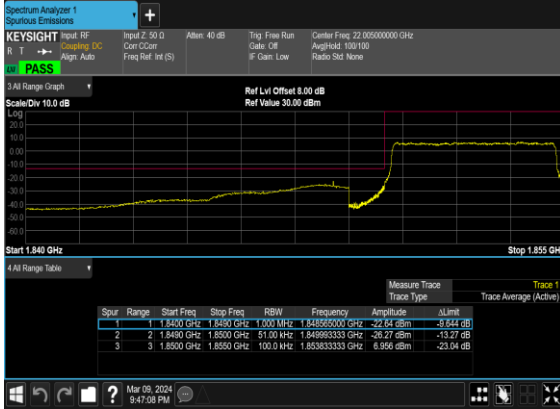 Spectrum Analyzer 1
Spurious Emissions
KEYSIGHT Input: RF Input Z: 50 Ω Atten: 40 dB Trig: Free Run Center Freq: 22.005000000 GHz
R T Coupling: DC Corr CCorr Gate: Off Avg|Hold: 100/100
Align: Auto Freq Ref: Int (S) IF Gain: Low Radio Std: None
PASS
3 All Range Graph
Ref Lvl Offset 8.00 dB
Scale/Div 10.0 dB Ref Value 30.00 dBm
Log
20.0
10.0
0.00
-10.0
-20.0
-30.0
-40.0
-50.0
-60.0
Start 1.840 GHz Stop 1.855 GH
4 All Range Table
Measure Trace Trace 1
Trace Type Trace Average (Active)
Spur Range Start Freq Stop Freq RBW Frequency Amplitude ΔLimit
1 1 1.8400 GHz 1.8490 GHz 1.000 MHz 1.848565000 GHz -22.64 dBm -9.644 dB
2 2 1.8490 GHz 1.8500 GHz 51.00 kHz 1.849993333 GHz -26.27 dBm -13.27 dB
3 3 1.8500 GHz 1.8550 GHz 100.0 kHz 1.853833333 GHz 6.956 dBm -23.04 dB
Mar 09, 2024
9:47:08 PM